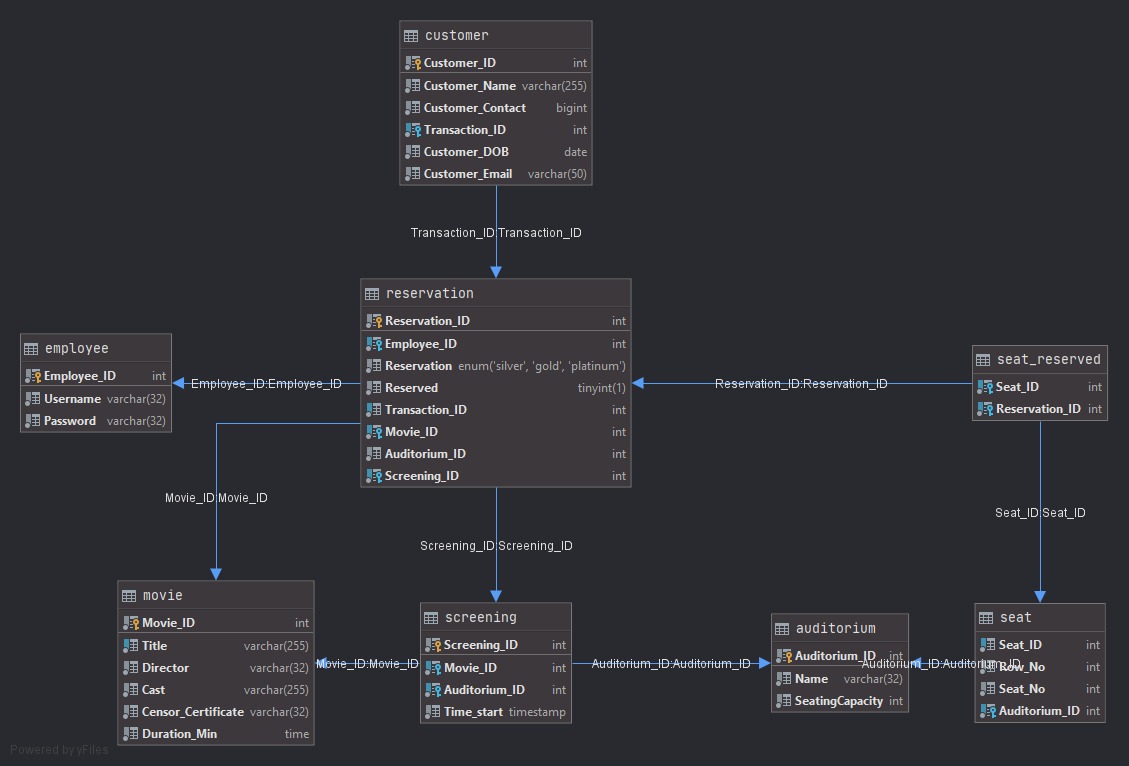 customer
Customer_ID int
Customer_Name varchar(255)
Customer_Contact bigint
Transaction_ID int
Customer_DOB date
Customer_Email varchar(50)
Transaction_ID:Transaction_ID
reservation
Reservation_ID int
Employee_ID int
Reservation enum('silver', 'gold', 'platinum')
Reserved tinyint(1)
Transaction_ID int
Movie_ID int
Auditorium_ID int
Screening_ID int
employee
Employee_ID int
Username varchar(32)
Password varchar(32)
Employee_ID:Employee_ID
Reservation_ID:Reservation_ID
seat_reserved
Seat_ID int
Reservation_ID int
Movie_ID:Movie_ID
Screening_ID:Screening_ID
Seat_ID:Seat_ID
movie
Movie_ID int
Title varchar(255)
Director varchar(32)
Cast varchar(255)
Censor_Certificate varchar(32)
Duration_Min time
Movie_ID:Movie_ID
screening
Screening_ID int
Movie_ID int
Auditorium_ID int
Time_start timestamp
Auditorium_ID:Auditorium_ID
auditorium
Auditorium_ID int
Name varchar(32)
SeatingCapacity int
Auditorium_ID:Auditorium_ID
seat
Seat_ID int
Row_No int
Seat_No int
Auditorium_ID int
Powered by yFiles